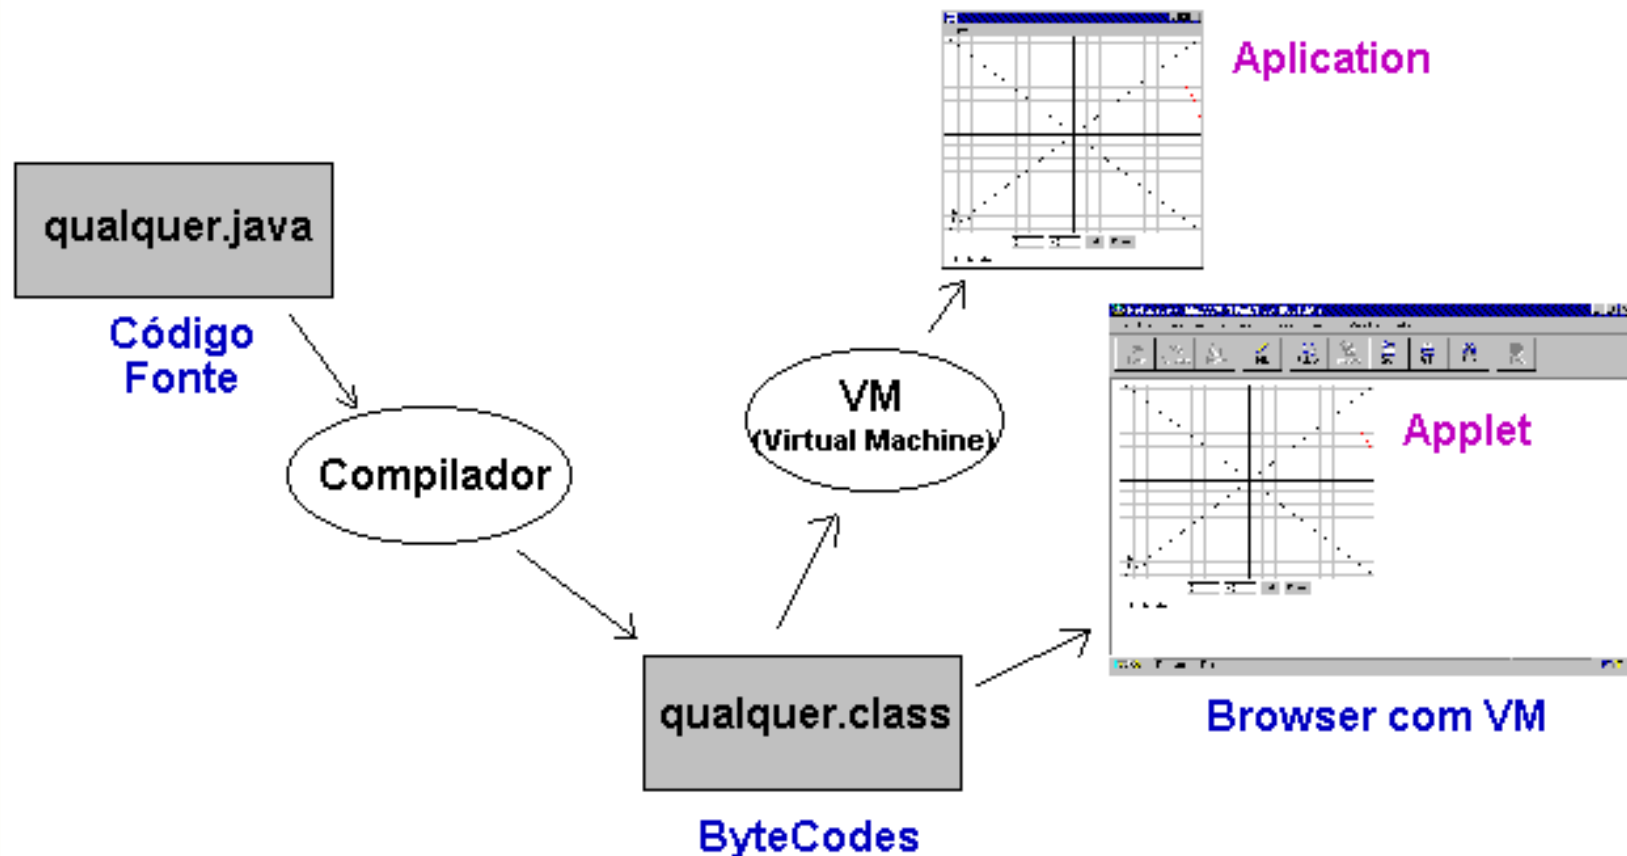 Aplication
qualquer.java
Código
Fonte
Compilador
VM
(Virtual Machine)
Applet
qualquer.class
Browser com VM
ByteCodes